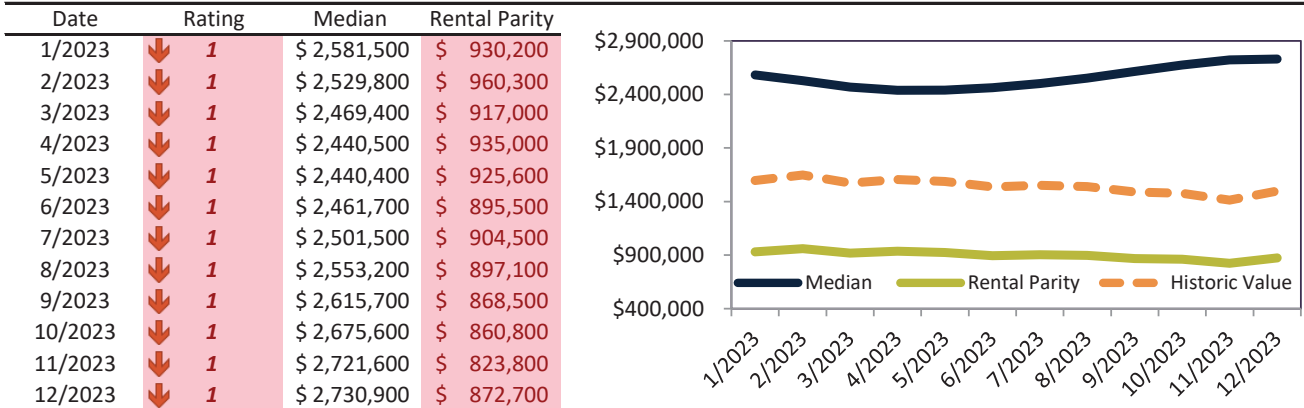 Date Rating Median Rental Parity
1/2023 1 $ 2,581,500 $ 930,200
2/2023 1 $ 2,529,800 $ 960,300
3/2023 1 $ 2,469,400 $ 917,000
4/2023 1 $ 2,440,500 $ 935,000
5/2023 1 $ 2,440,400 $ 925,600
6/2023 1 $ 2,461,700 $ 895,500
7/2023 1 $ 2,501,500 $ 904,500
8/2023 1 $ 2,553,200 $ 897,100
9/2023 1 $ 2,615,700 $ 868,500
10/2023 1 $ 2,675,600 $ 860,800
11/2023 1 $ 2,721,600 $ 823,800
12/2023 1 $ 2,730,900 $ 872,700
$2,900,000
$2,400,000
$1,900,000
$1,400,000
$900,000
$400,000
Median Rental Parity Historic Value
1/2023 2/2023 3/2023 4/2023 5/2023 6/2023 7/2023 8/2023 9/2023 10/2023 11/2023 12/2023